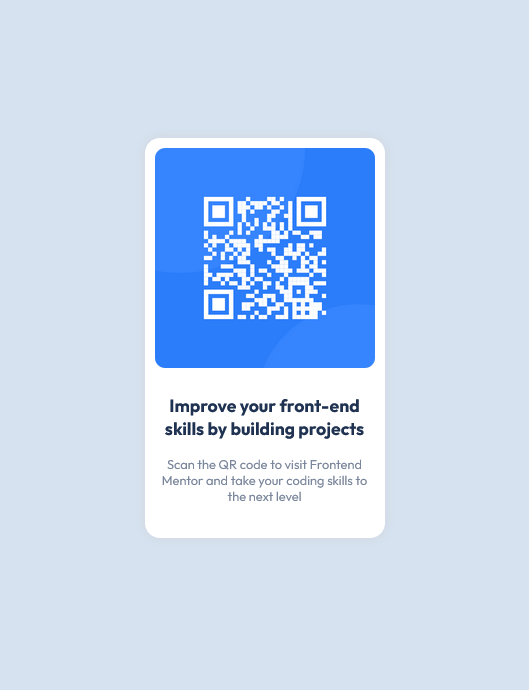 Improve your front-end
skills by building projects
Scan the QR code to visit Frontend
Mentor and take your coding skills to
the next level